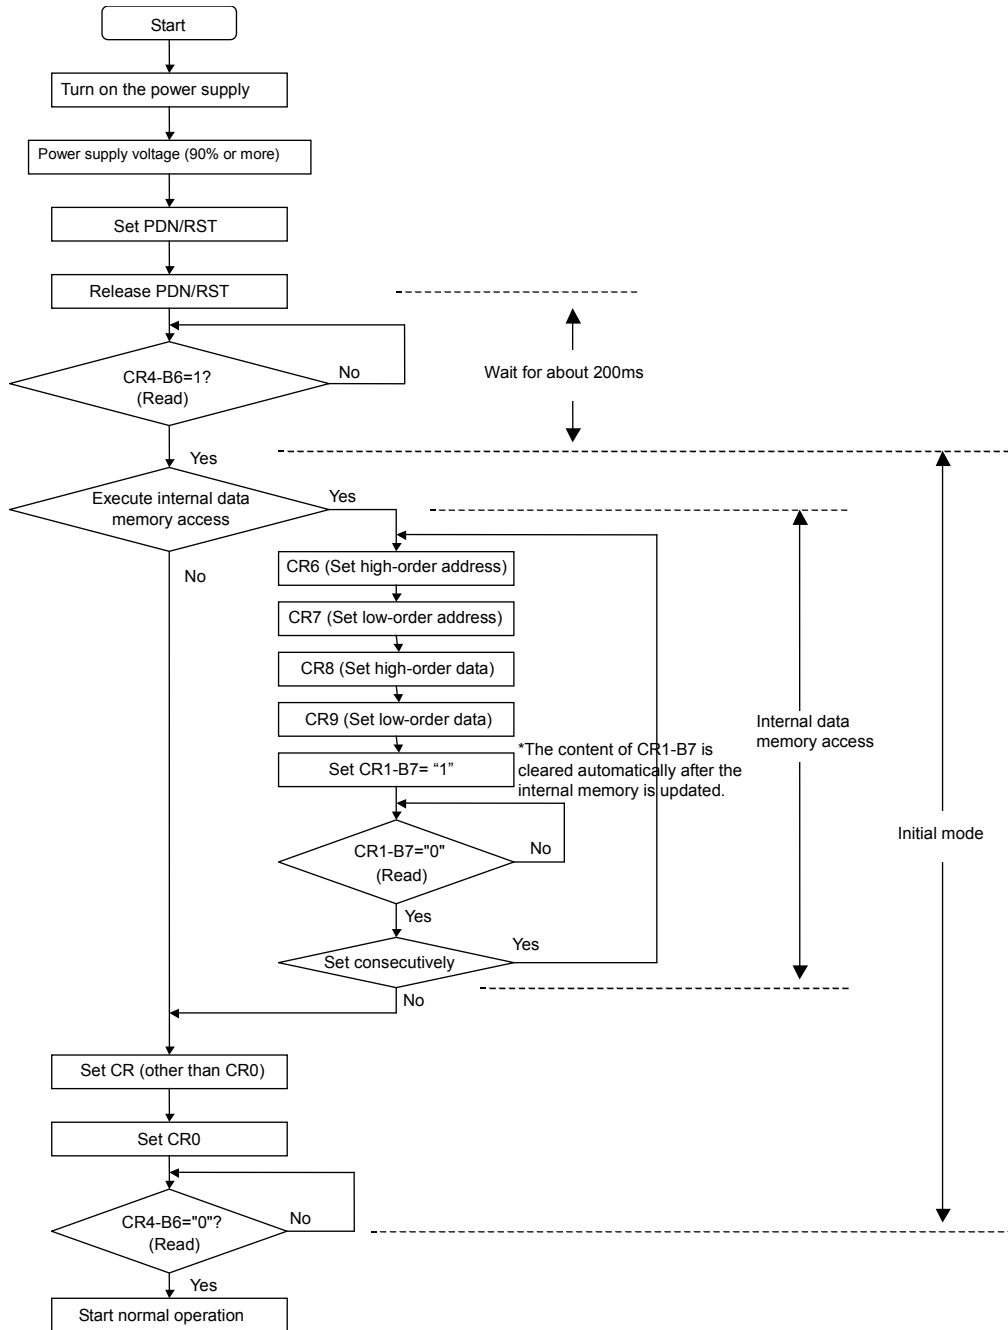 Start
Turn on the power supply
Power supply voltage (90% or more)
Set PDN/RST
Release PDN/RST
CR4-B6=1?
(Read)
No
Wait for about 200ms
Yes
Execute internal data
memory access
Yes
No
CR6 (Set high-order address)
CR7 (Set low-order address)
CR8 (Set high-order data)
CR9 (Set low-order data)
Set CR1-B7= “1”
*The content of CR1-B7 is
cleared automatically after the
internal memory is updated.
Internal data
memory access
CR1-B7="0"
(Read)
No
Initial mode
Yes
Set consecutively
Yes
No
Set CR (other than CR0)
Set CR0
CR4-B6="0"?
(Read)
No
Yes
Start normal operation